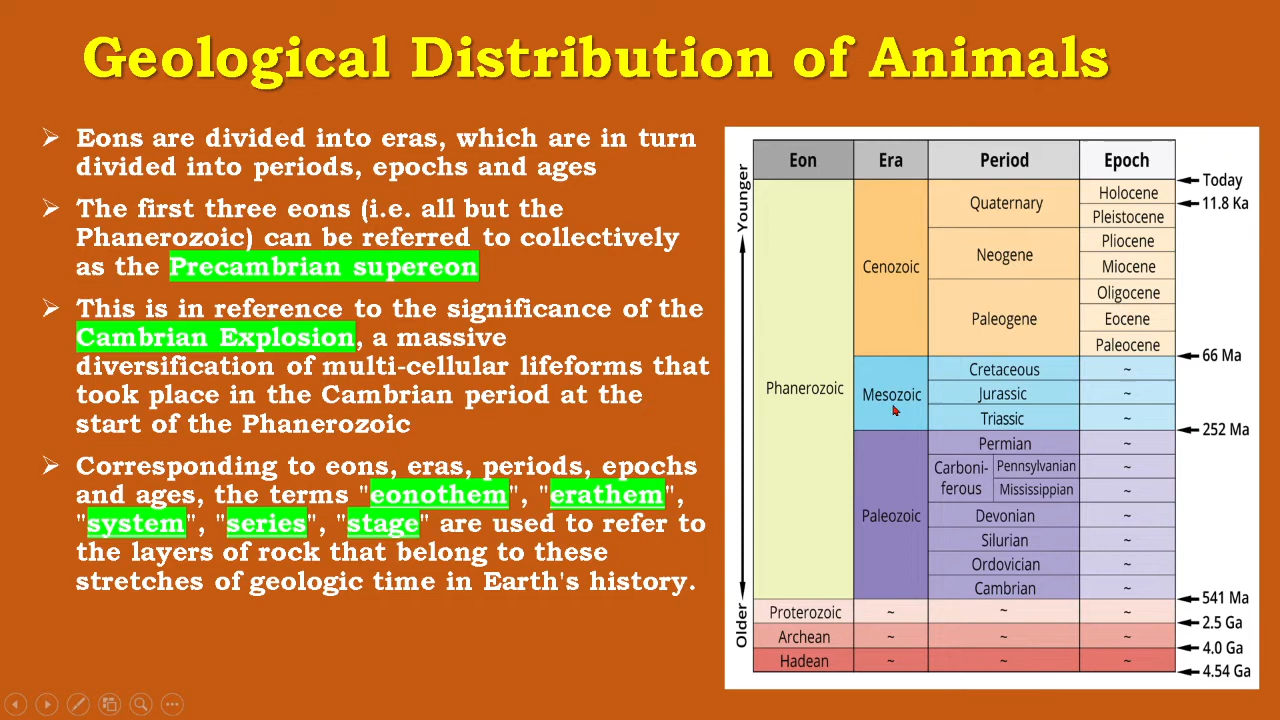 Geological Distribution of Animals
Eons are divided into eras, which are in turn
divided into periods, epochs and ages
The first three eons (i.e. all but the
Phanerozoic) can be referred to collectively
as the Precambrian supereon
This is in reference to the significance of the
Cambrian Explosion, a massive
diversification of multi-cellular lifeforms that
took place in the Cambrian period at the
start of the Phanerozoic
Corresponding to eons, eras, periods, epochs
and ages, the terms "eonothem", "erathem",
"system", "series", "stage" are used to refer to
the layers of rock that belong to these
stretches of geologic time in Earth's history.
Eon Era Period Epoch
Younger
Older
Today
Quaternary Holocene
11.8 Ka
Pleistocene
Neogene Pliocene
Miocene
Cenozoic
Paleogene Oligocene
Eocene
Paleocene
66 Ma
Phanerozoic
Mesozoic
Cretaceous ~
Jurassic ~
Triassic ~
252 Ma
Paleozoic
Permian ~
Carboni-
ferous
Pennsylvanian ~
Mississippian ~
Devonian ~
Silurian ~
Ordovician ~
Cambrian ~
541 Ma
Proterozoic ~ ~ ~
2.5 Ga
Archean ~ ~ ~
4.0 Ga
Hadean ~ ~ ~
4.54 Ga